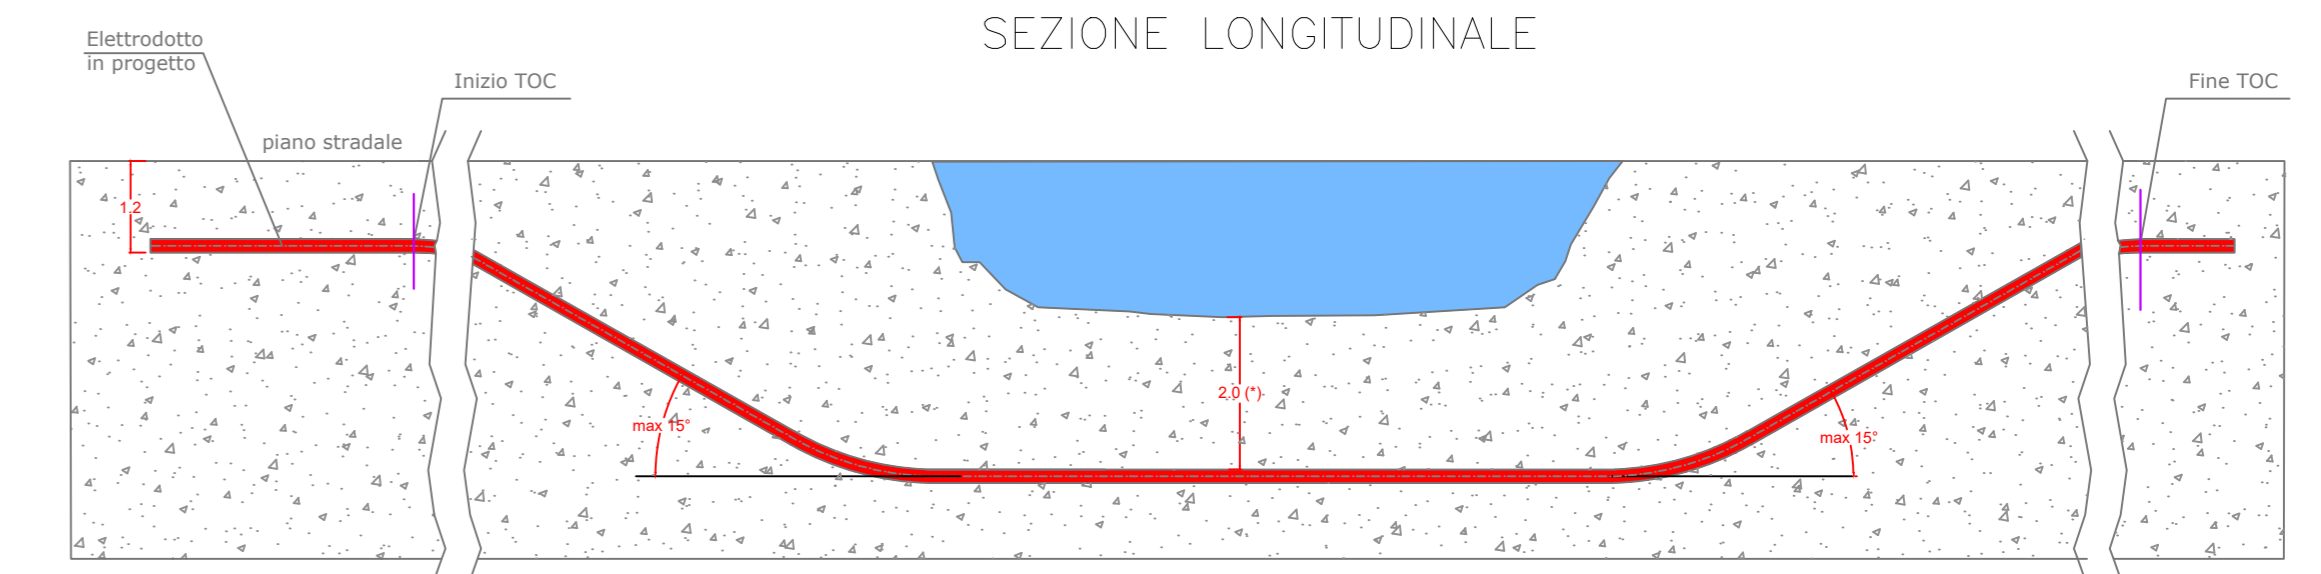 SEZIONE LONGITUDINALE
Elettrodotto
in progetto
Inizio TOC
Fine TOC
piano stradale
1.2
2.0 (*)
max 15°
max 15°